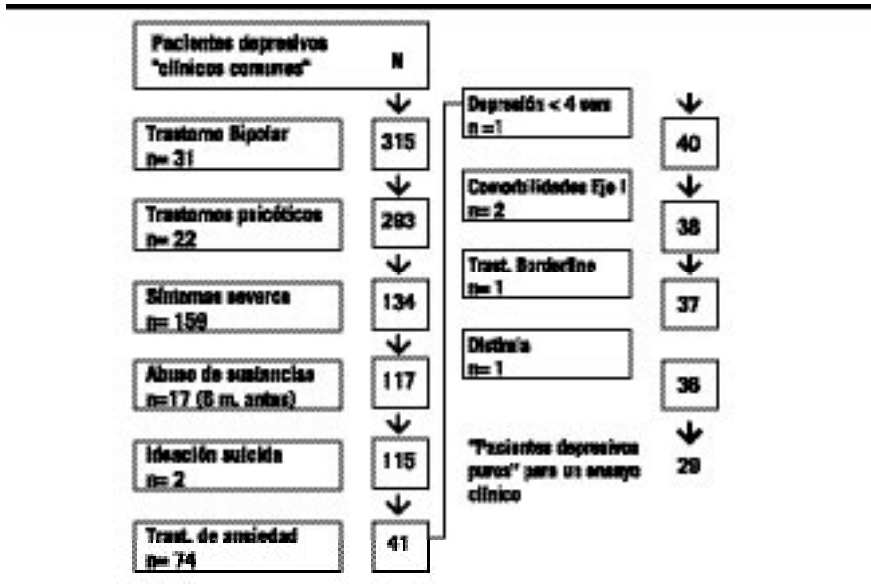 Pacientes depresivos
"clínicos comunes" N
Trastorno Bipolar
n= 31
315
Trastornos psicóticos
n= 22
293
Síntomas severos
n= 159
134
Abuso de sustancias
n=17 (6 m. antes)
117
Ideación suicida
n= 2
115
Trast. de ansiedad
n= 74
41
Depresión < 4 sem
n =1
40
Comorbilidades Eje I
n= 2
38
Trast. Borderline
n= 1
37
Distimia
n= 1
36
"Pacientes depresivos
puros" para un ensayo
clínico
29